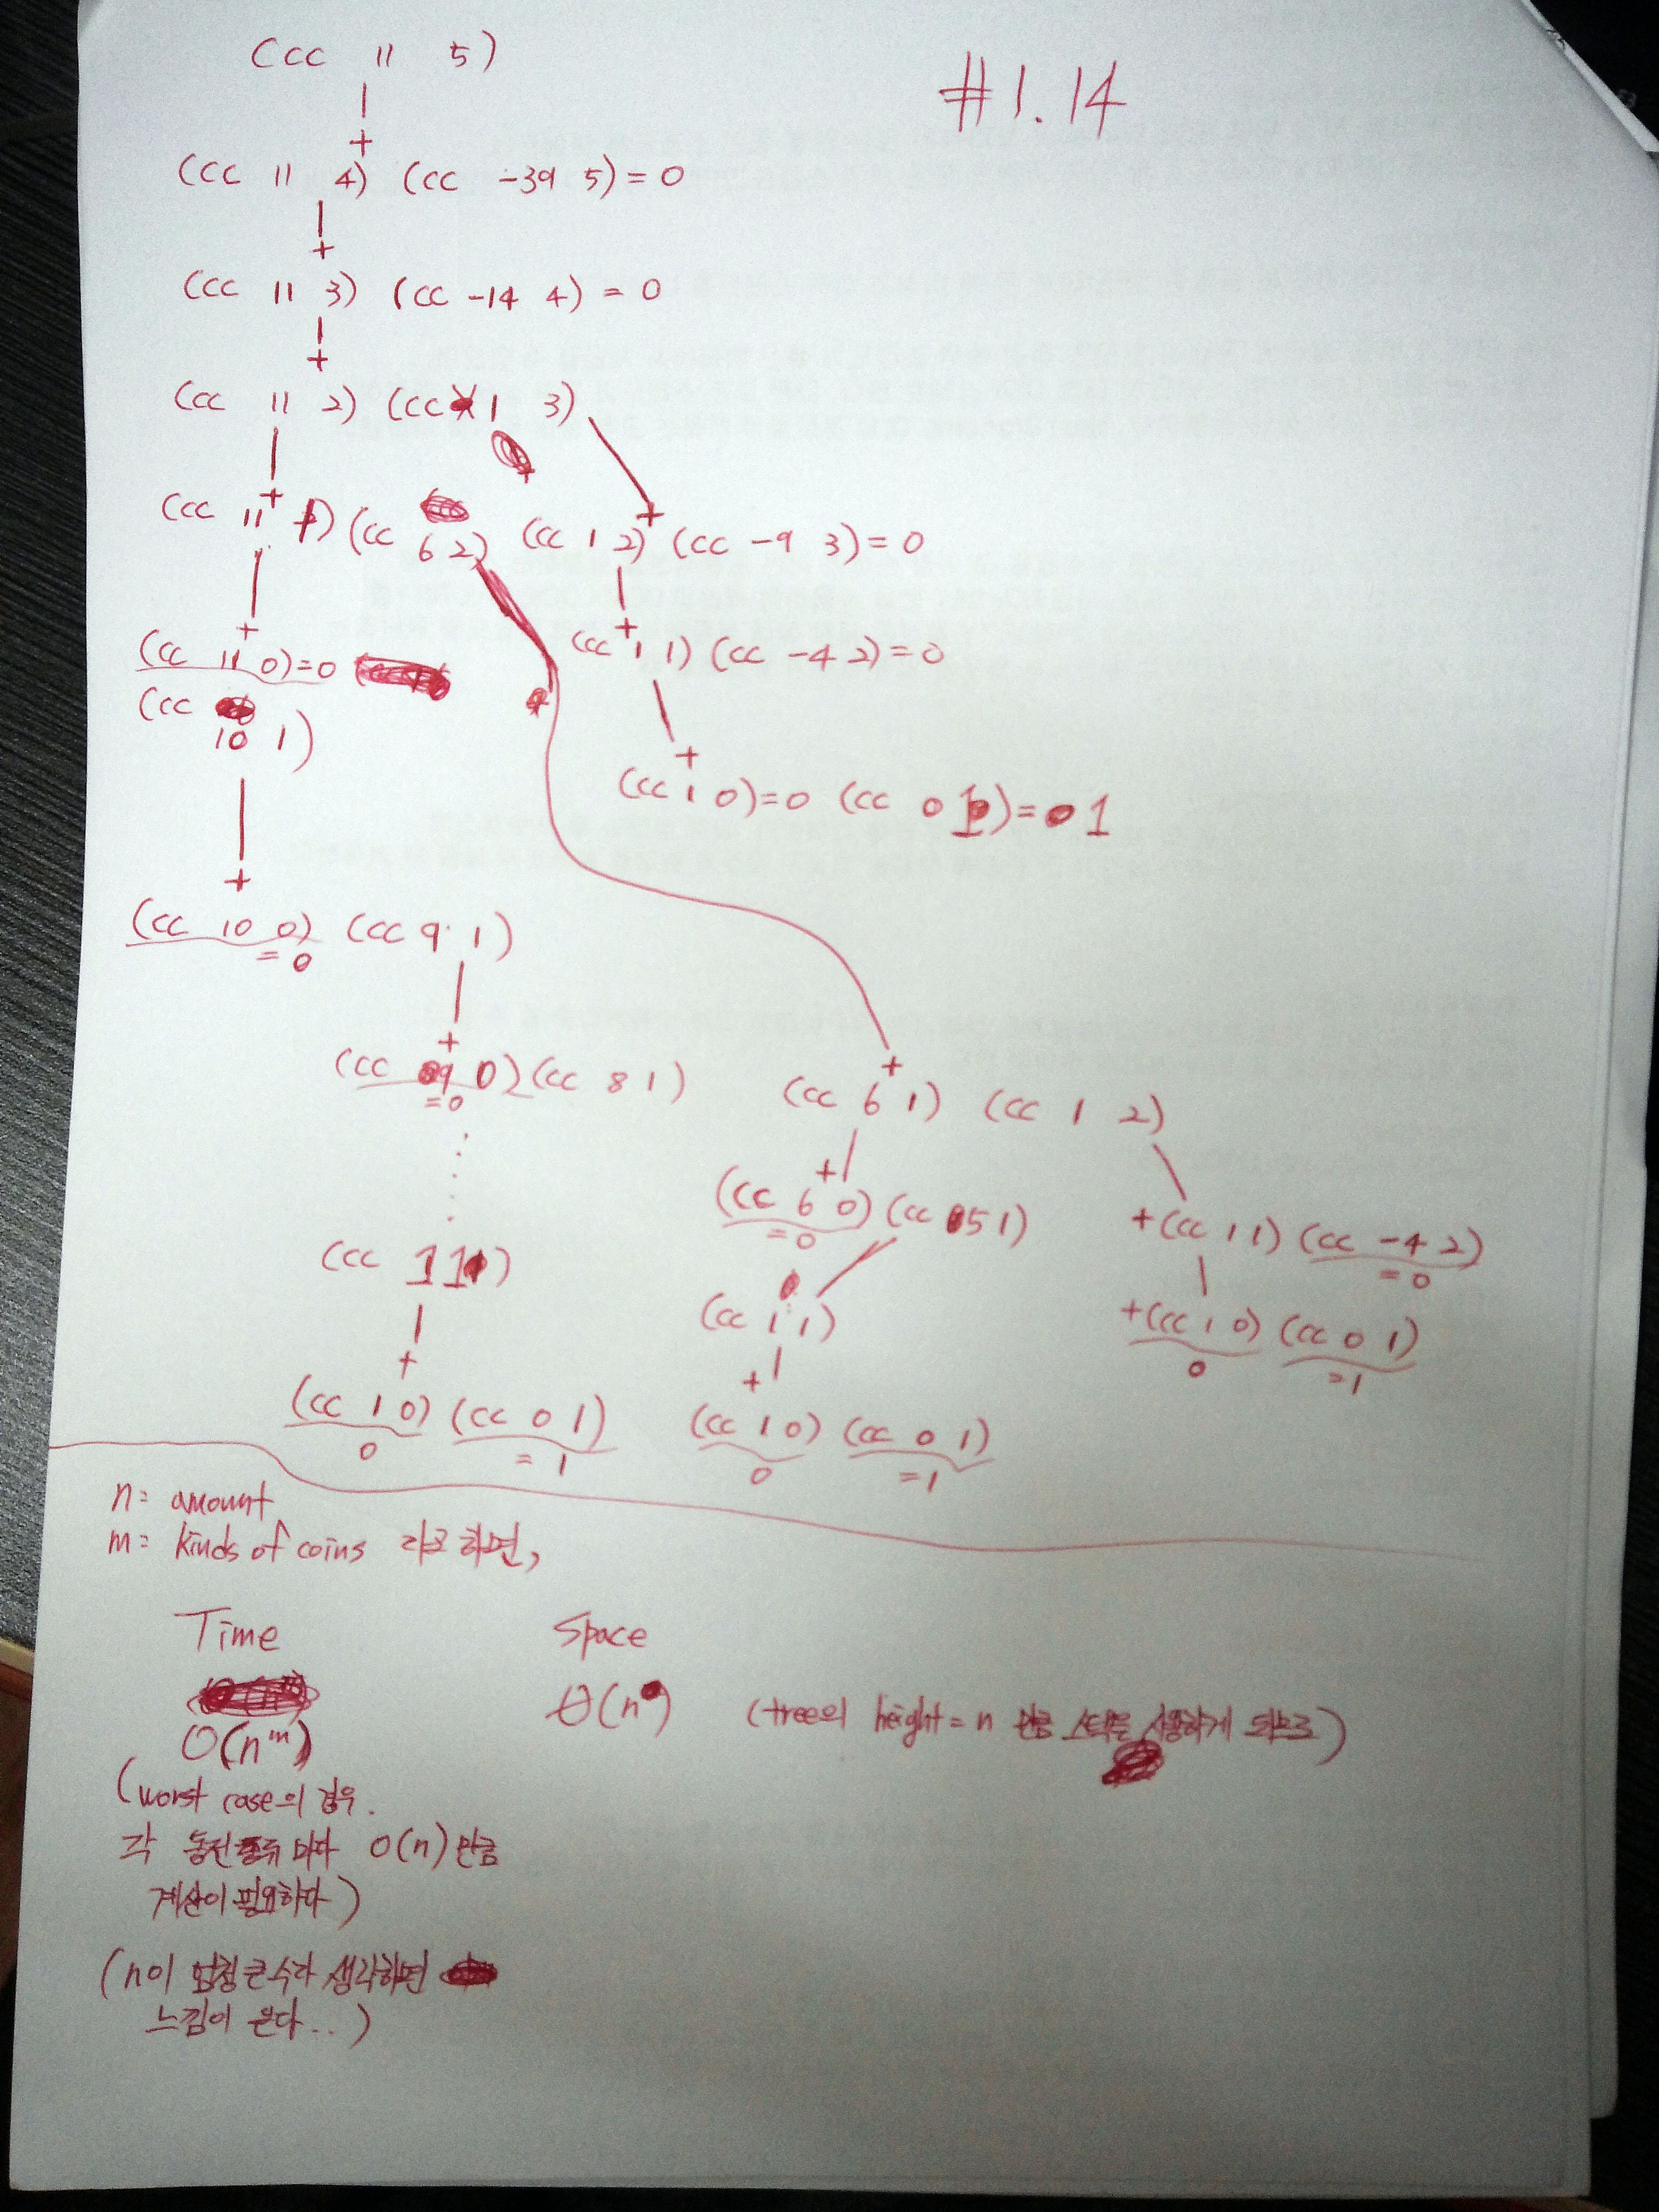 #1.14
(cc 11 5)
+
(cc 11 4) (cc -39 5) = 0
+
(cc 11 3) (cc -14 4) = 0
+
(cc 11 2) (cc 1 3)
+ +
(cc 11 1) (cc 6 2) (cc 1 2) (cc -9 3) = 0
+ +
(cc 11 0)=0 (cc 1 1) (cc -4 2)=0
(cc 10 1)
+
(cc 1 0)=0 (cc 0 1)=1
+
(cc 10 0) (cc 9 1)
=0
+ +
(cc 9 0) (cc 8 1) (cc 6 1) (cc 1 2)
=0
+
(cc 6 0) (cc 5 1) +(cc 1 1) (cc -4 2)
=0 =0
(cc 1 1) (cc 1 1) +(cc 1 0) (cc 0 1)
0 =1
+ +
(cc 1 0) (cc 0 1) (cc 1 0) (cc 0 1)
0 =1 0 =1
n= amount
m= kinds of coins 라고 하면,
Time Space
O(n^m) Θ(n) (tree의 height = n 만큼 스택을 사용하게 되므로)
(worst case의 경우.
각 동전종류 마다 O(n)만큼
계산이 필요하다)
(n이 엄청 큰 수라 생각하면
느낌이 온다...)